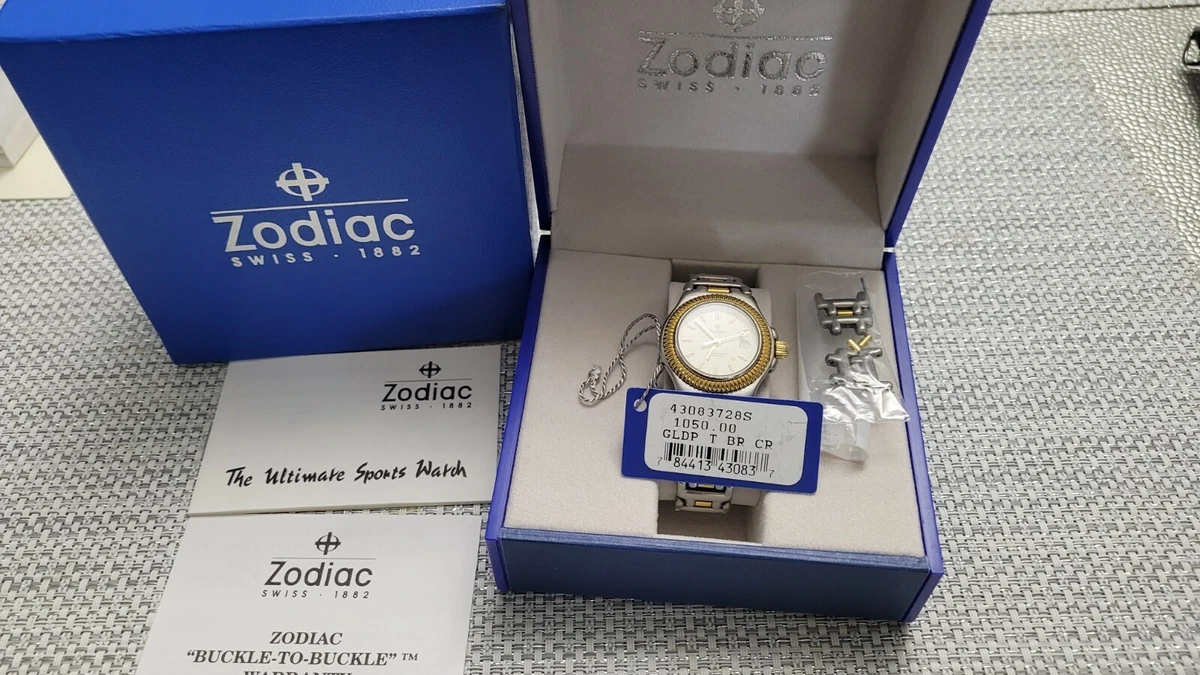 Zodiac
SWISS · 1882
Zodiac
SWISS · 1882
Zodiac
SWISS · 1882
The Ultimate Sports Watch
Zodiac
SWISS · 1882
ZODIAC
"BUCKLE-TO-BUCKLE" ™
WARRANTY
43083728S
1050.00
GLDP T BR CR
7 84413 43083 7